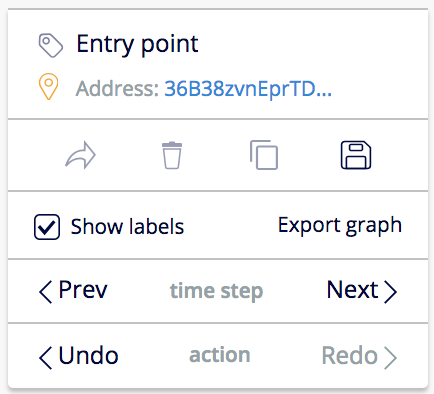 Entry point
Address: 36B38zvnEprTD...
Show labels Export graph
Prev time step Next
Undo action Redo